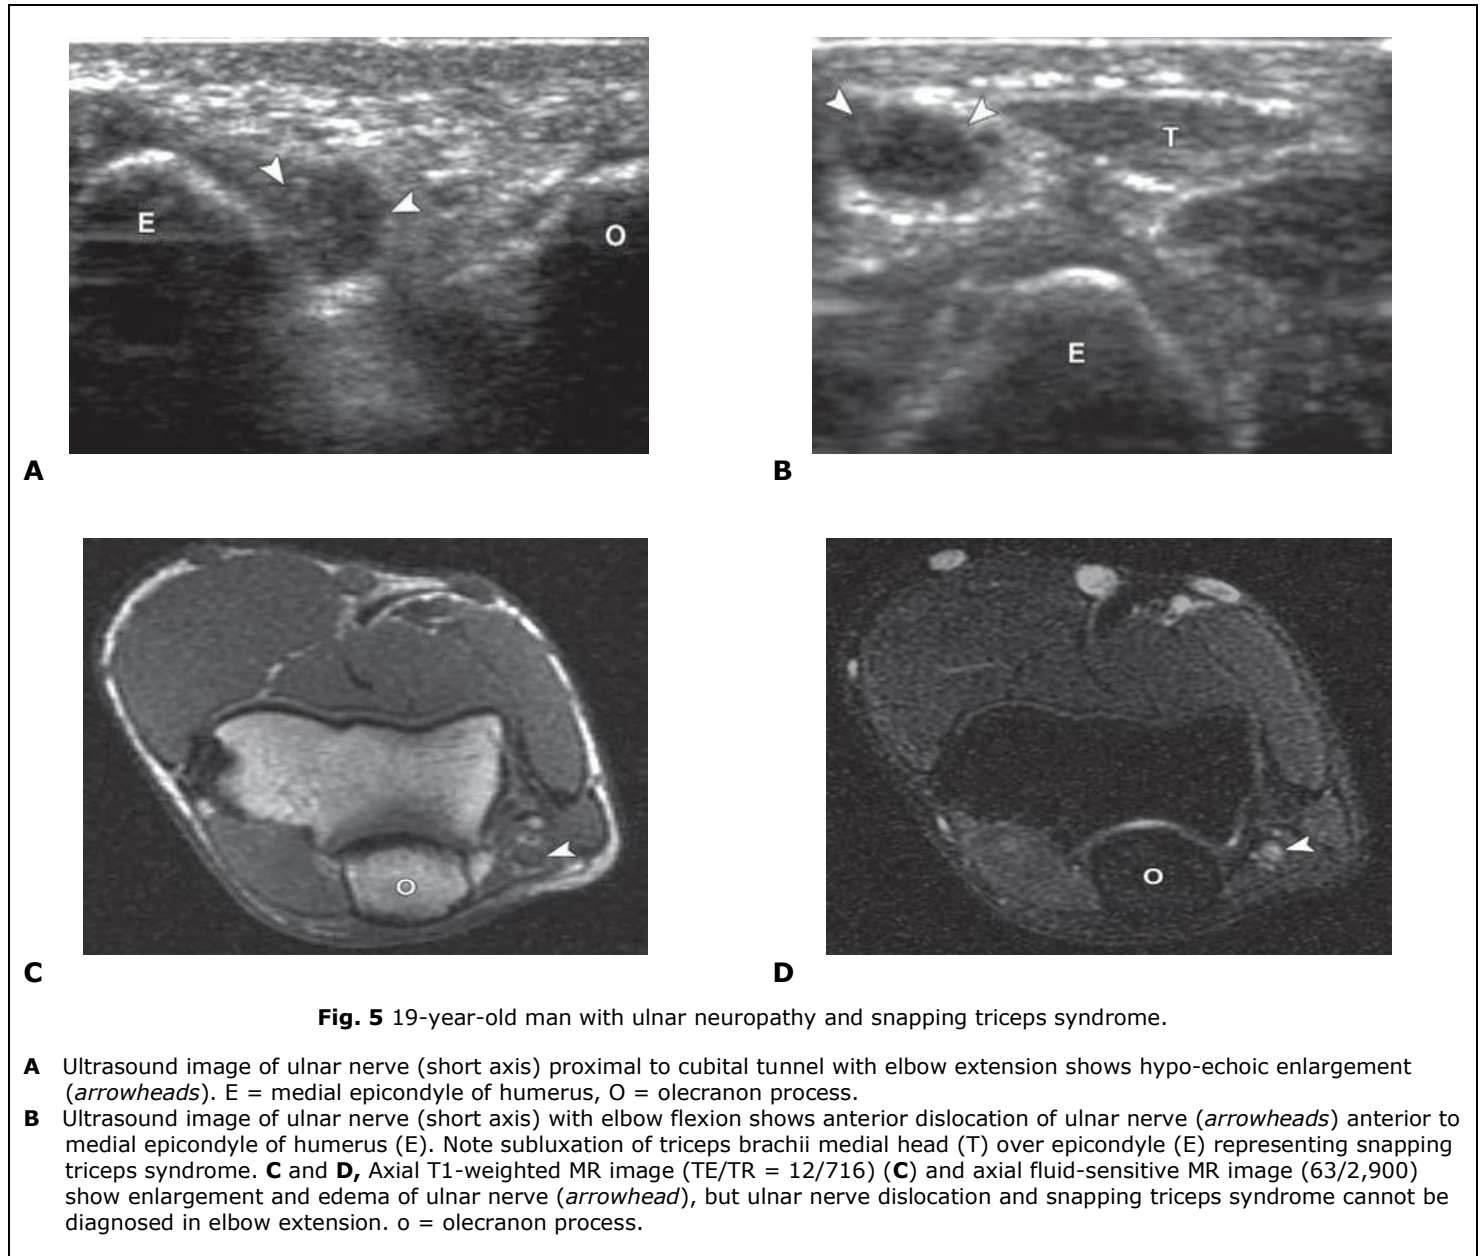 E
O
T
E
A
B
O
O
C
D
Fig. 5 19-year-old man with ulnar neuropathy and snapping triceps syndrome.
A Ultrasound image of ulnar nerve (short axis) proximal to cubital tunnel with elbow extension shows hypo-echoic enlargement
(arrowheads). E = medial epicondyle of humerus, O = olecranon process.
B Ultrasound image of ulnar nerve (short axis) with elbow flexion shows anterior dislocation of ulnar nerve (arrowheads) anterior to
medial epicondyle of humerus (E). Note subluxation of triceps brachii medial head (T) over epicondyle (E) representing snapping
triceps syndrome. C and D, Axial T1-weighted MR image (TE/TR = 12/716) (C) and axial fluid-sensitive MR image (63/2,900)
show enlargement and edema of ulnar nerve (arrowhead), but ulnar nerve dislocation and snapping triceps syndrome cannot be
diagnosed in elbow extension. o = olecranon process.